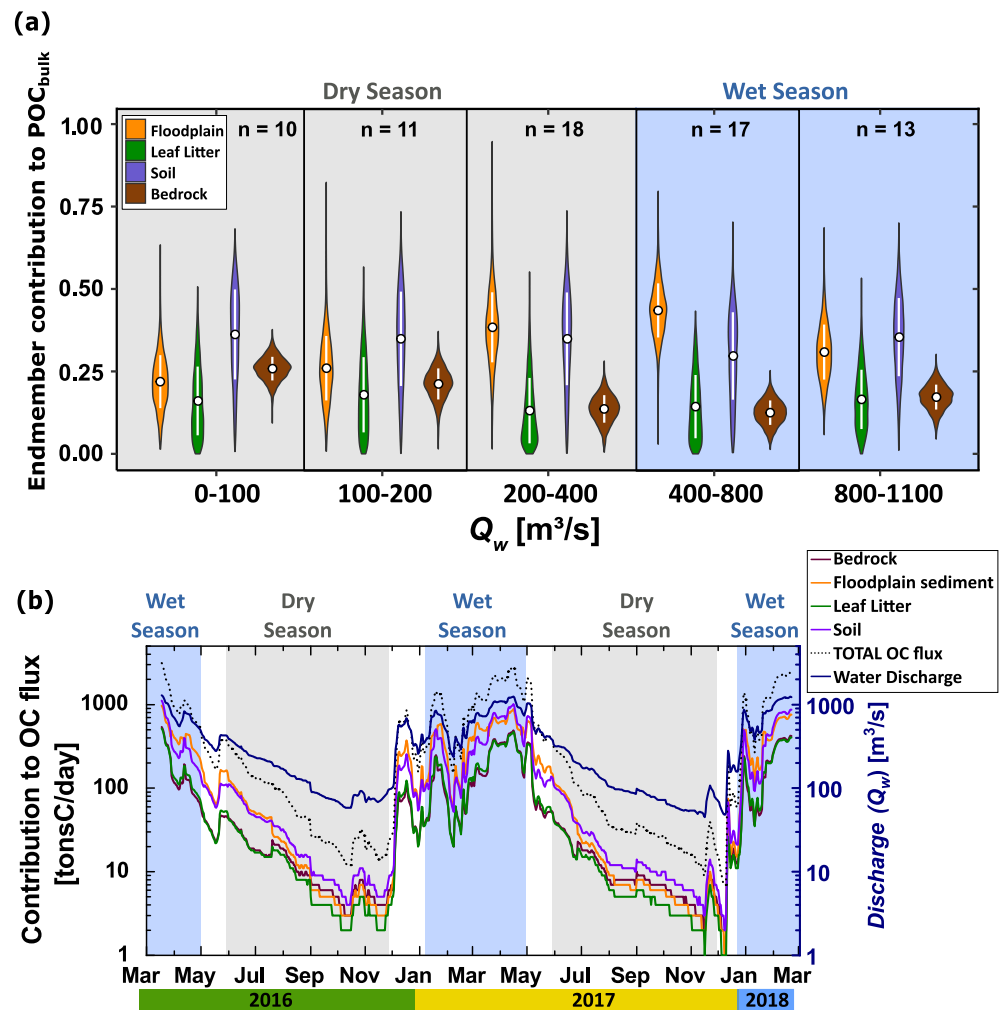 (a)
Dry Season
Wet Season
Endmember contribution to POCbulk
1.00
0.75
0.50
0.25
0.00
Floodplain
Leaf Litter
Soil
Bedrock
n = 10
n = 11
n = 18
n = 17
n = 13
0-100
100-200
200-400
400-800
800-1100
Qw [m³/s]
(b)
Wet Season
Dry Season
Wet Season
Dry Season
Wet Season
Bedrock
Floodplain sediment
Leaf Litter
Soil
TOTAL OC flux
Water Discharge
Contribution to OC flux
[tonsC/day]
1000
100
10
1
1000
100
10
1
Discharge (Qw) [m³/s]
Mar May Jul Sep Nov Jan Mar May Jul Sep Nov Jan Mar
2016 2017 2018